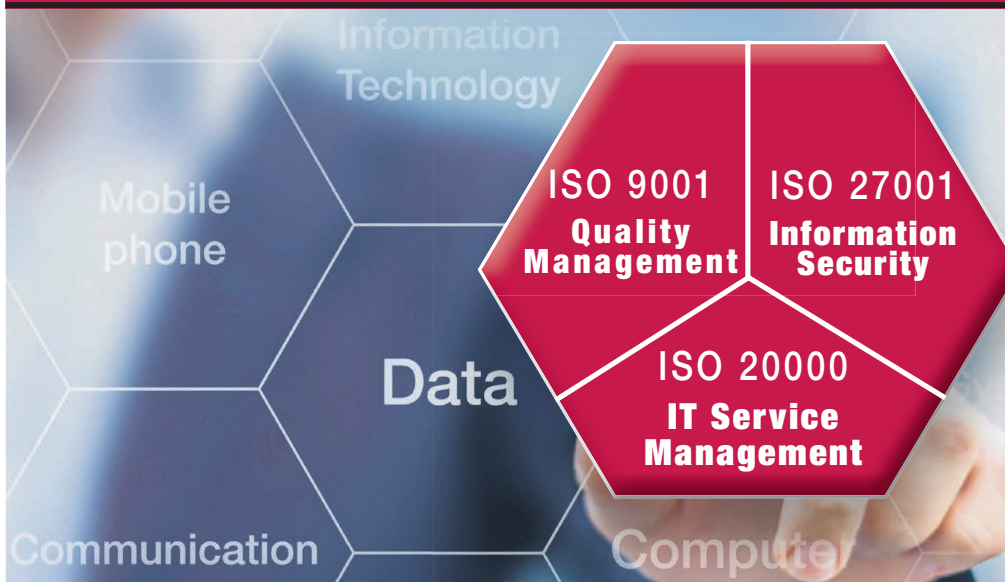 Information
Technology
Mobile
phone
Data
Communication
Computer
ISO 9001
Quality
Management
ISO 27001
Information
Security
ISO 20000
IT Service
Management